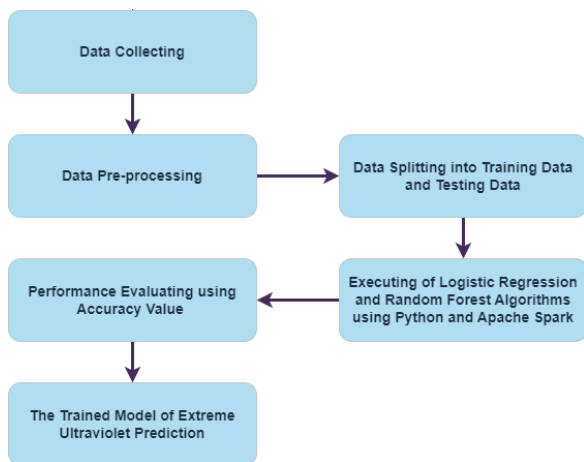 Data Collecting
Data Pre-processing
Data Splitting into Training Data
and Testing Data
Executing of Logistic Regression
and Random Forest Algorithms
using Python and Apache Spark
Performance Evaluating using
Accuracy Value
The Trained Model of Extreme
Ultraviolet Prediction